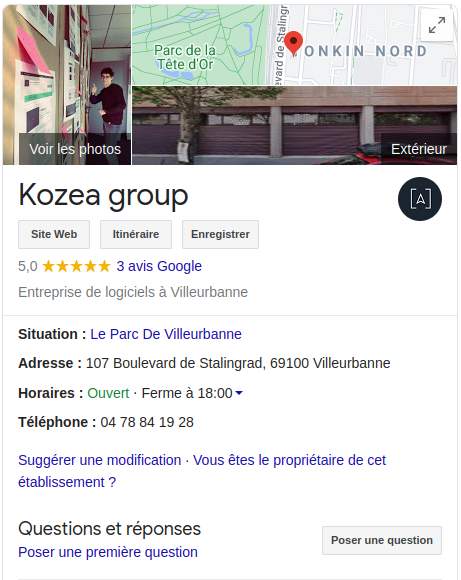 Parc de la
Tête d'Or
ONKIN NORD
evard de Stalingr
Voir les photos
Extérieur
Kozea group
[A]
Site Web
Itinéraire
Enregistrer
5,0 ★★★★★ 3 avis Google
Entreprise de logiciels à Villeurbanne
Situation : Le Parc De Villeurbanne
Adresse : 107 Boulevard de Stalingrad, 69100 Villeurbanne
Horaires : Ouvert · Ferme à 18:00
Téléphone : 04 78 84 19 28
Suggérer une modification · Vous êtes le propriétaire de cet
établissement ?
Questions et réponses
Poser une première question
Poser une question